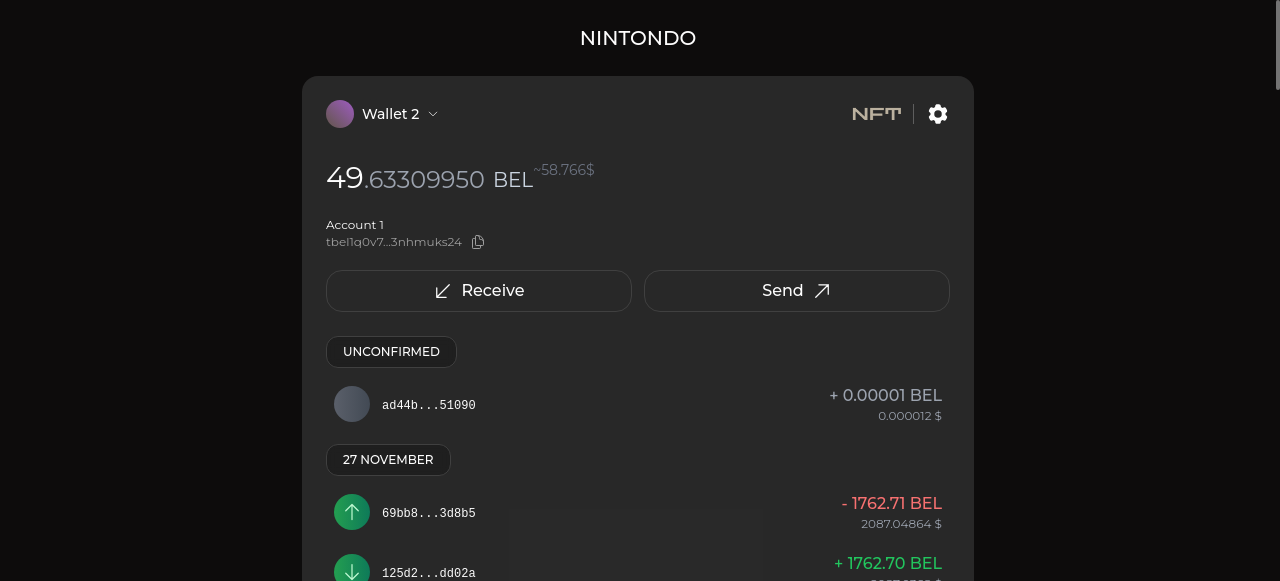 NINTONDO
Wallet 2
NFT
49.63309950 BEL ~58.766$
Account 1
tbel1q0v7...3nhmuks24
Receive
Send
UNCONFIRMED
ad44b...51090
+ 0.00001 BEL
0.000012 $
27 NOVEMBER
69bb8...3d8b5
- 1762.71 BEL
2087.04864 $
125d2...dd02a
+ 1762.70 BEL